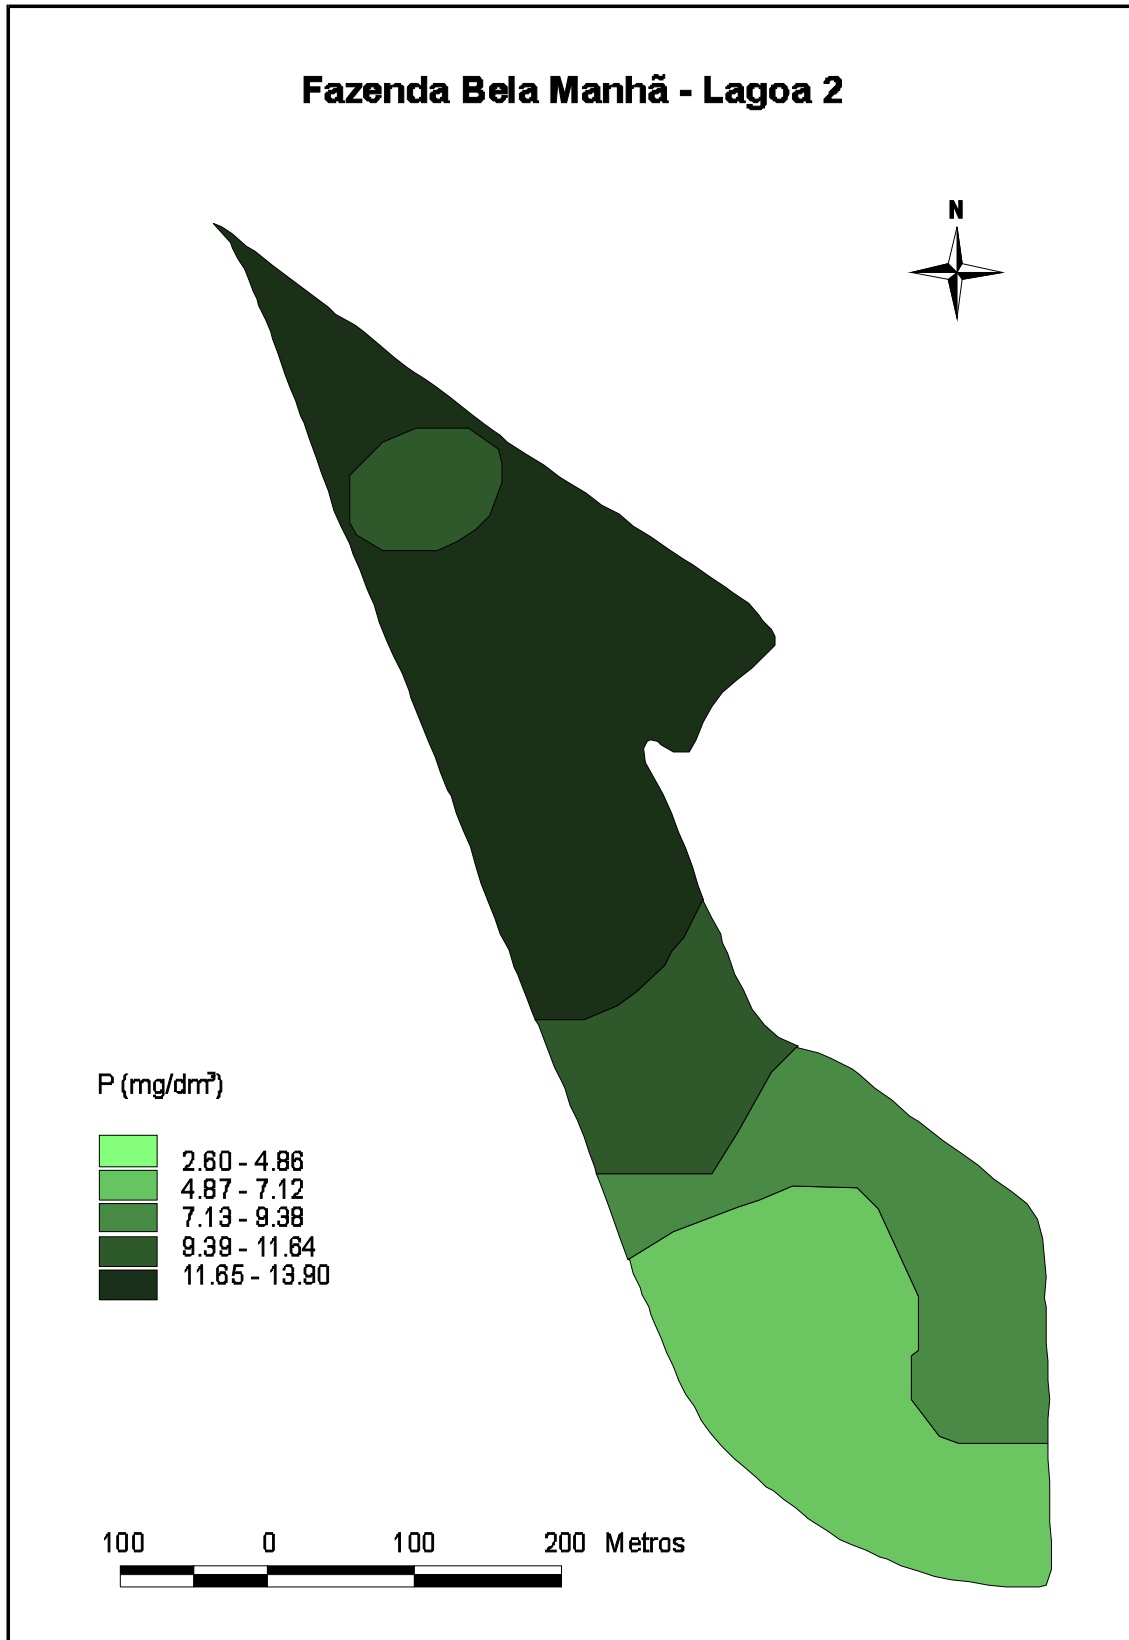 Fazenda Bela Manhã - Lagoa 2
N
P (mg/dm³)
2.60 - 4.86
4.87 - 7.12
7.13 - 9.38
9.39 - 11.64
11.65 - 13.90
100 0 100 200 Metros